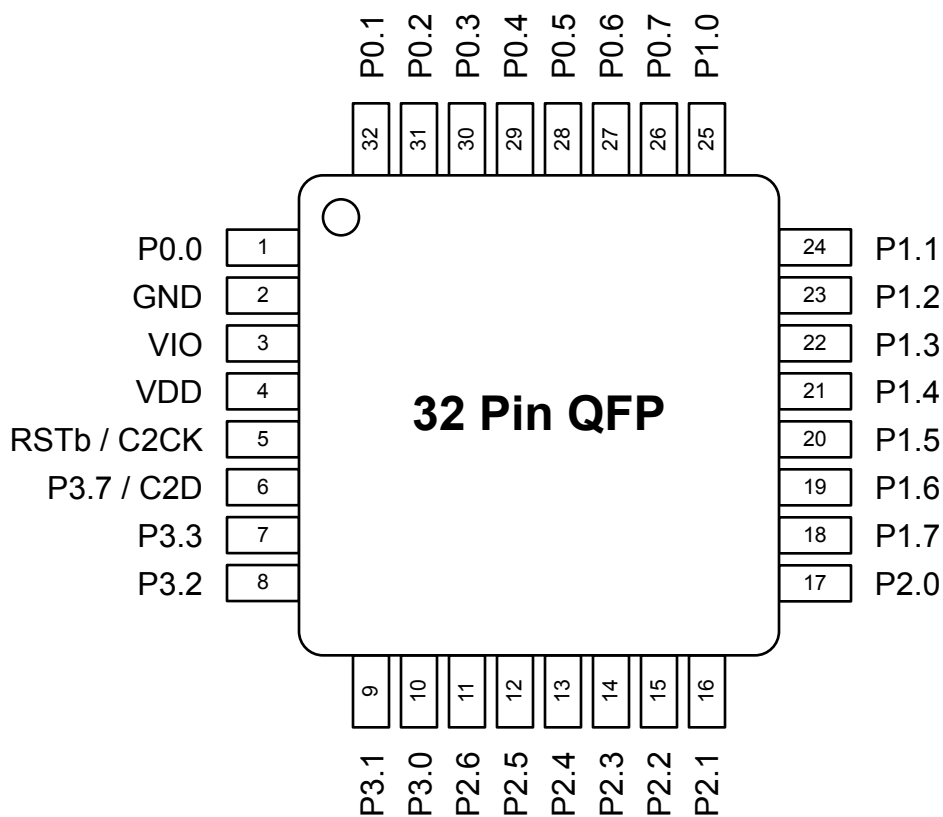 P0.1
P0.2
P0.3
P0.4
P0.5
P0.6
P0.7
P1.0
32
31
30
29
28
27
26
25
P0.0
1
GND
2
VIO
3
VDD
4
RSTb / C2CK
5
P3.7 / C2D
6
P3.3
7
P3.2
8
32 Pin QFP
24
P1.1
23
P1.2
22
P1.3
21
P1.4
20
P1.5
19
P1.6
18
P1.7
17
P2.0
9
10
11
12
13
14
15
16
P3.1
P3.0
P2.6
P2.5
P2.4
P2.3
P2.2
P2.1